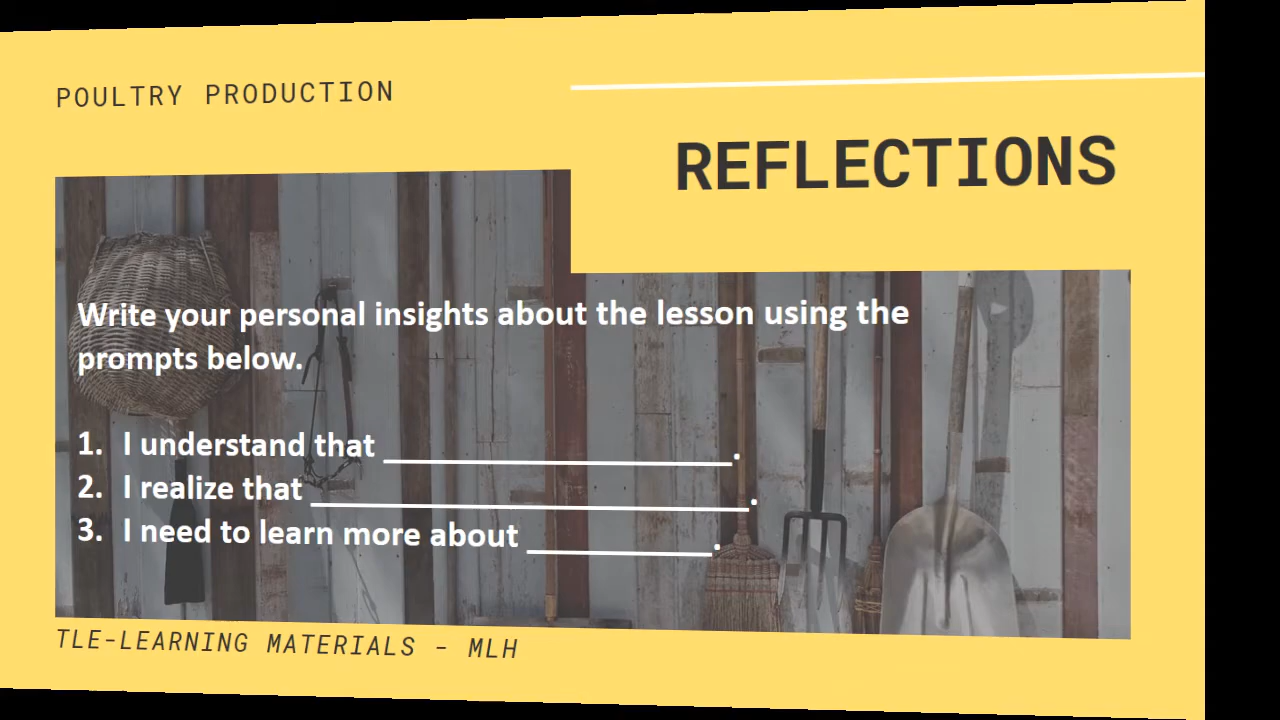 POULTRY PRODUCTION
REFLECTIONS
Write your personal insights about the lesson using the
prompts below.
1. I understand that ____________________.
2. I realize that _________________________.
3. I need to learn more about ___________.
TLE-LEARNING MATERIALS - MLH